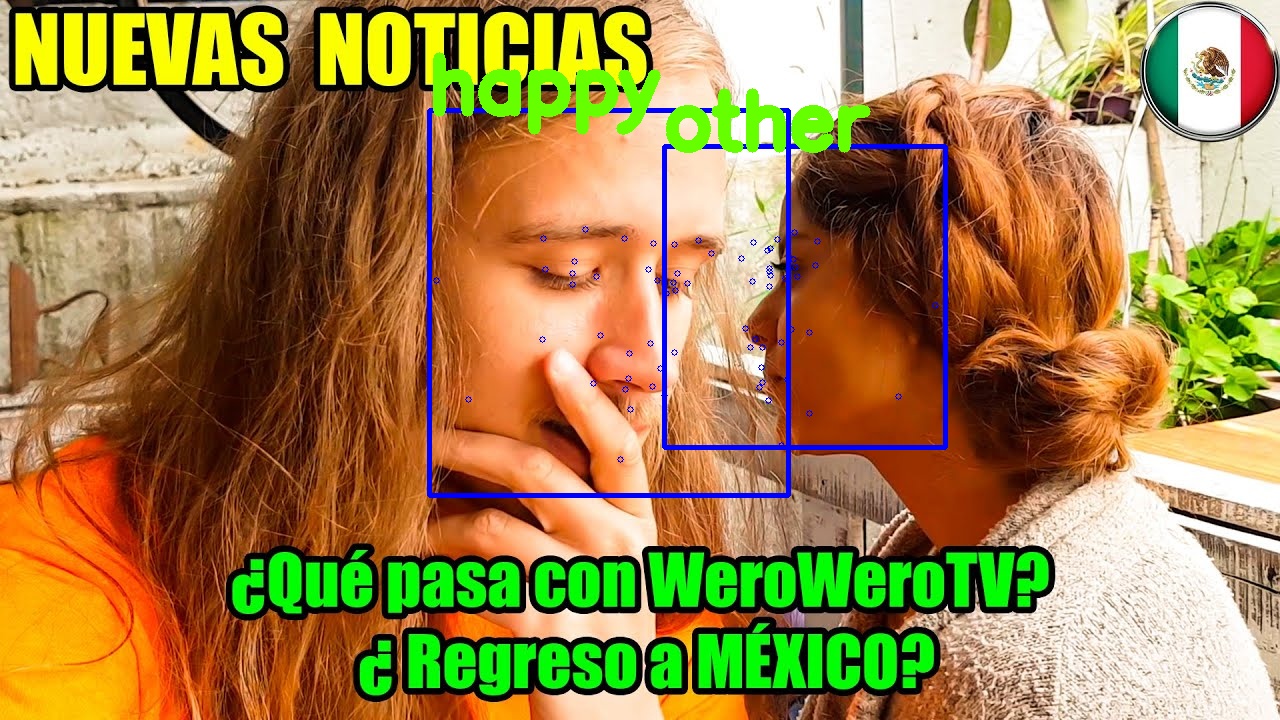 NUEVAS NOTICIAS
happy
other
¿Qué pasa con WeroWeroTV?
¿ Regreso a MÉXICO?